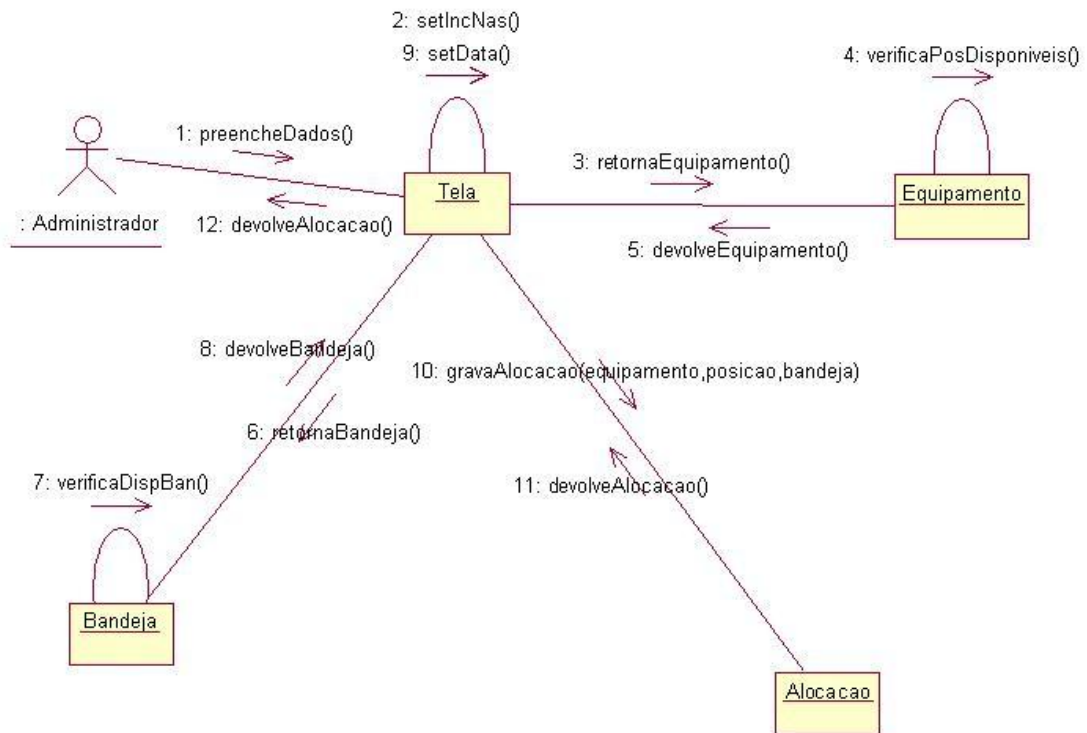 2: setIncNas()
9: setData()
4: verificaPosDisponiveis()
1: preencheDados()
3: retornaEquipamento()
Tela
Equipamento
: Administrador
12: devolveAlocacao()
5: devolveEquipamento()
8: devolveBandeja()
10: gravaAlocacao(equipamento,posicao,bandeja)
6: retornaBandeja()
7: verificaDispBan()
11: devolveAlocacao()
Bandeja
Alocacao